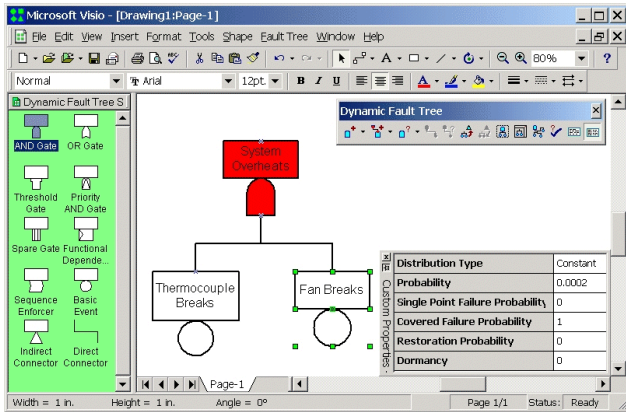 Microsoft Visio - [Drawing1:Page-1]
File Edit View Insert Format Tools Shape Fault Tree Window Help
80%
Normal
Arial
12pt.
B I U
Dynamic Fault Tree S
AND Gate
OR Gate
Threshold Gate
Priority AND Gate
Spare Gate
Functional Depende...
Sequence Enforcer
Basic Event
Indirect Connector
Direct Connector
System
Overheats
Thermocouple
Breaks
Fan Breaks
Dynamic Fault Tree
Custom Properties -
Distribution Type Constant
Probability 0.0002
Single Point Failure Probability 0
Covered Failure Probability 1
Restoration Probability 0
Dormancy 0
Page-1
Width = 1 in. Height = 1 in. Angle = 0° Page 1/1 Status: Ready